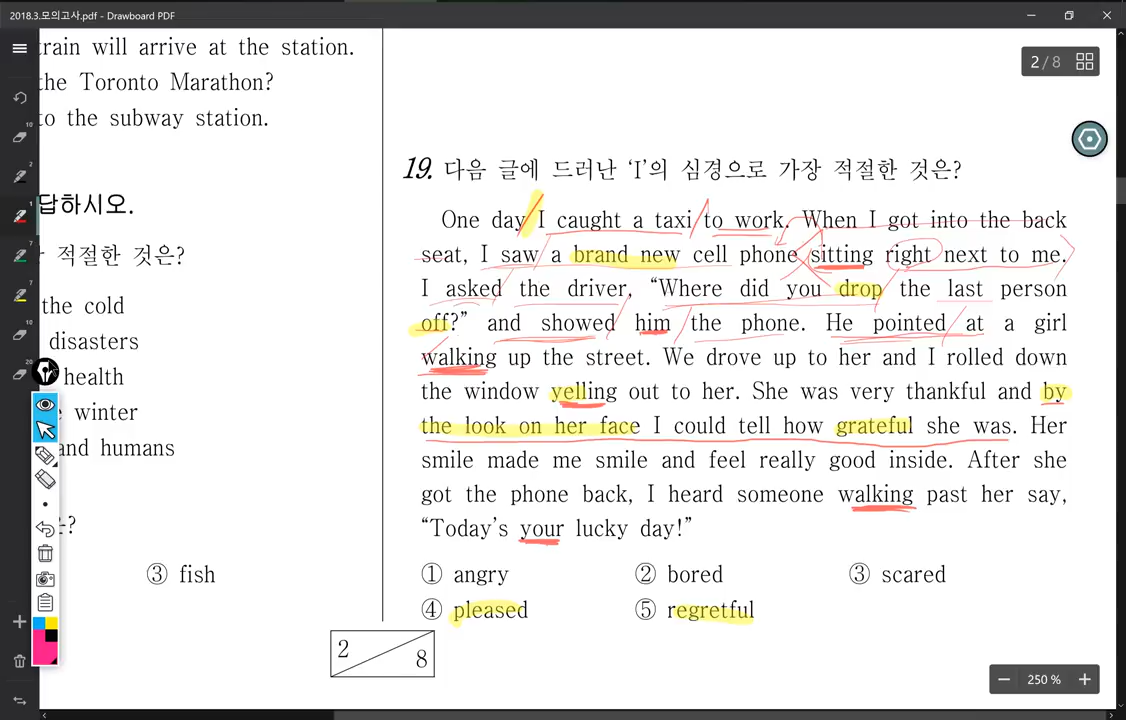 2018.3.모의고사.pdf - Drawboard PDF
train will arrive at the station.
the Toronto Marathon?
to the subway station.
답하시오.
적절한 것은?
the cold
disasters
health
winter
and humans
③ fish
2 8
19. 다음 글에 드러난 ‘I’의 심경으로 가장 적절한 것은?
One day I caught a taxi to work. When I got into the back
seat, I saw a brand new cell phone sitting right next to me.
I asked the driver, “Where did you drop the last person
off?” and showed him the phone. He pointed at a girl
walking up the street. We drove up to her and I rolled down
the window yelling out to her. She was very thankful and by
the look on her face I could tell how grateful she was. Her
smile made me smile and feel really good inside. After she
got the phone back, I heard someone walking past her say,
“Today’s your lucky day!”
① angry ② bored ③ scared
④ pleased ⑤ regretful
2 / 8
250 %
10
2
1
7
7
10
20